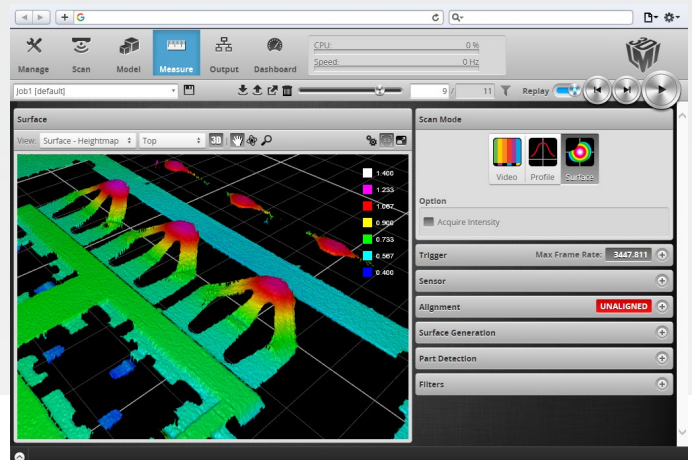 Manage Scan Model Measure Output Dashboard
CPU: 0 %
Speed: 0 Hz
Job1 [default]
9 / 11
Replay
Surface
View: Surface - Heightmap Top 3D
1.400
1.233
1.067
0.900
0.733
0.567
0.400
Scan Mode
Video Profile Surface
Option
Acquire Intensity
Trigger Max Frame Rate: 3447.811
Sensor
Alignment UNALIGNED
Surface Generation
Part Detection
Filters